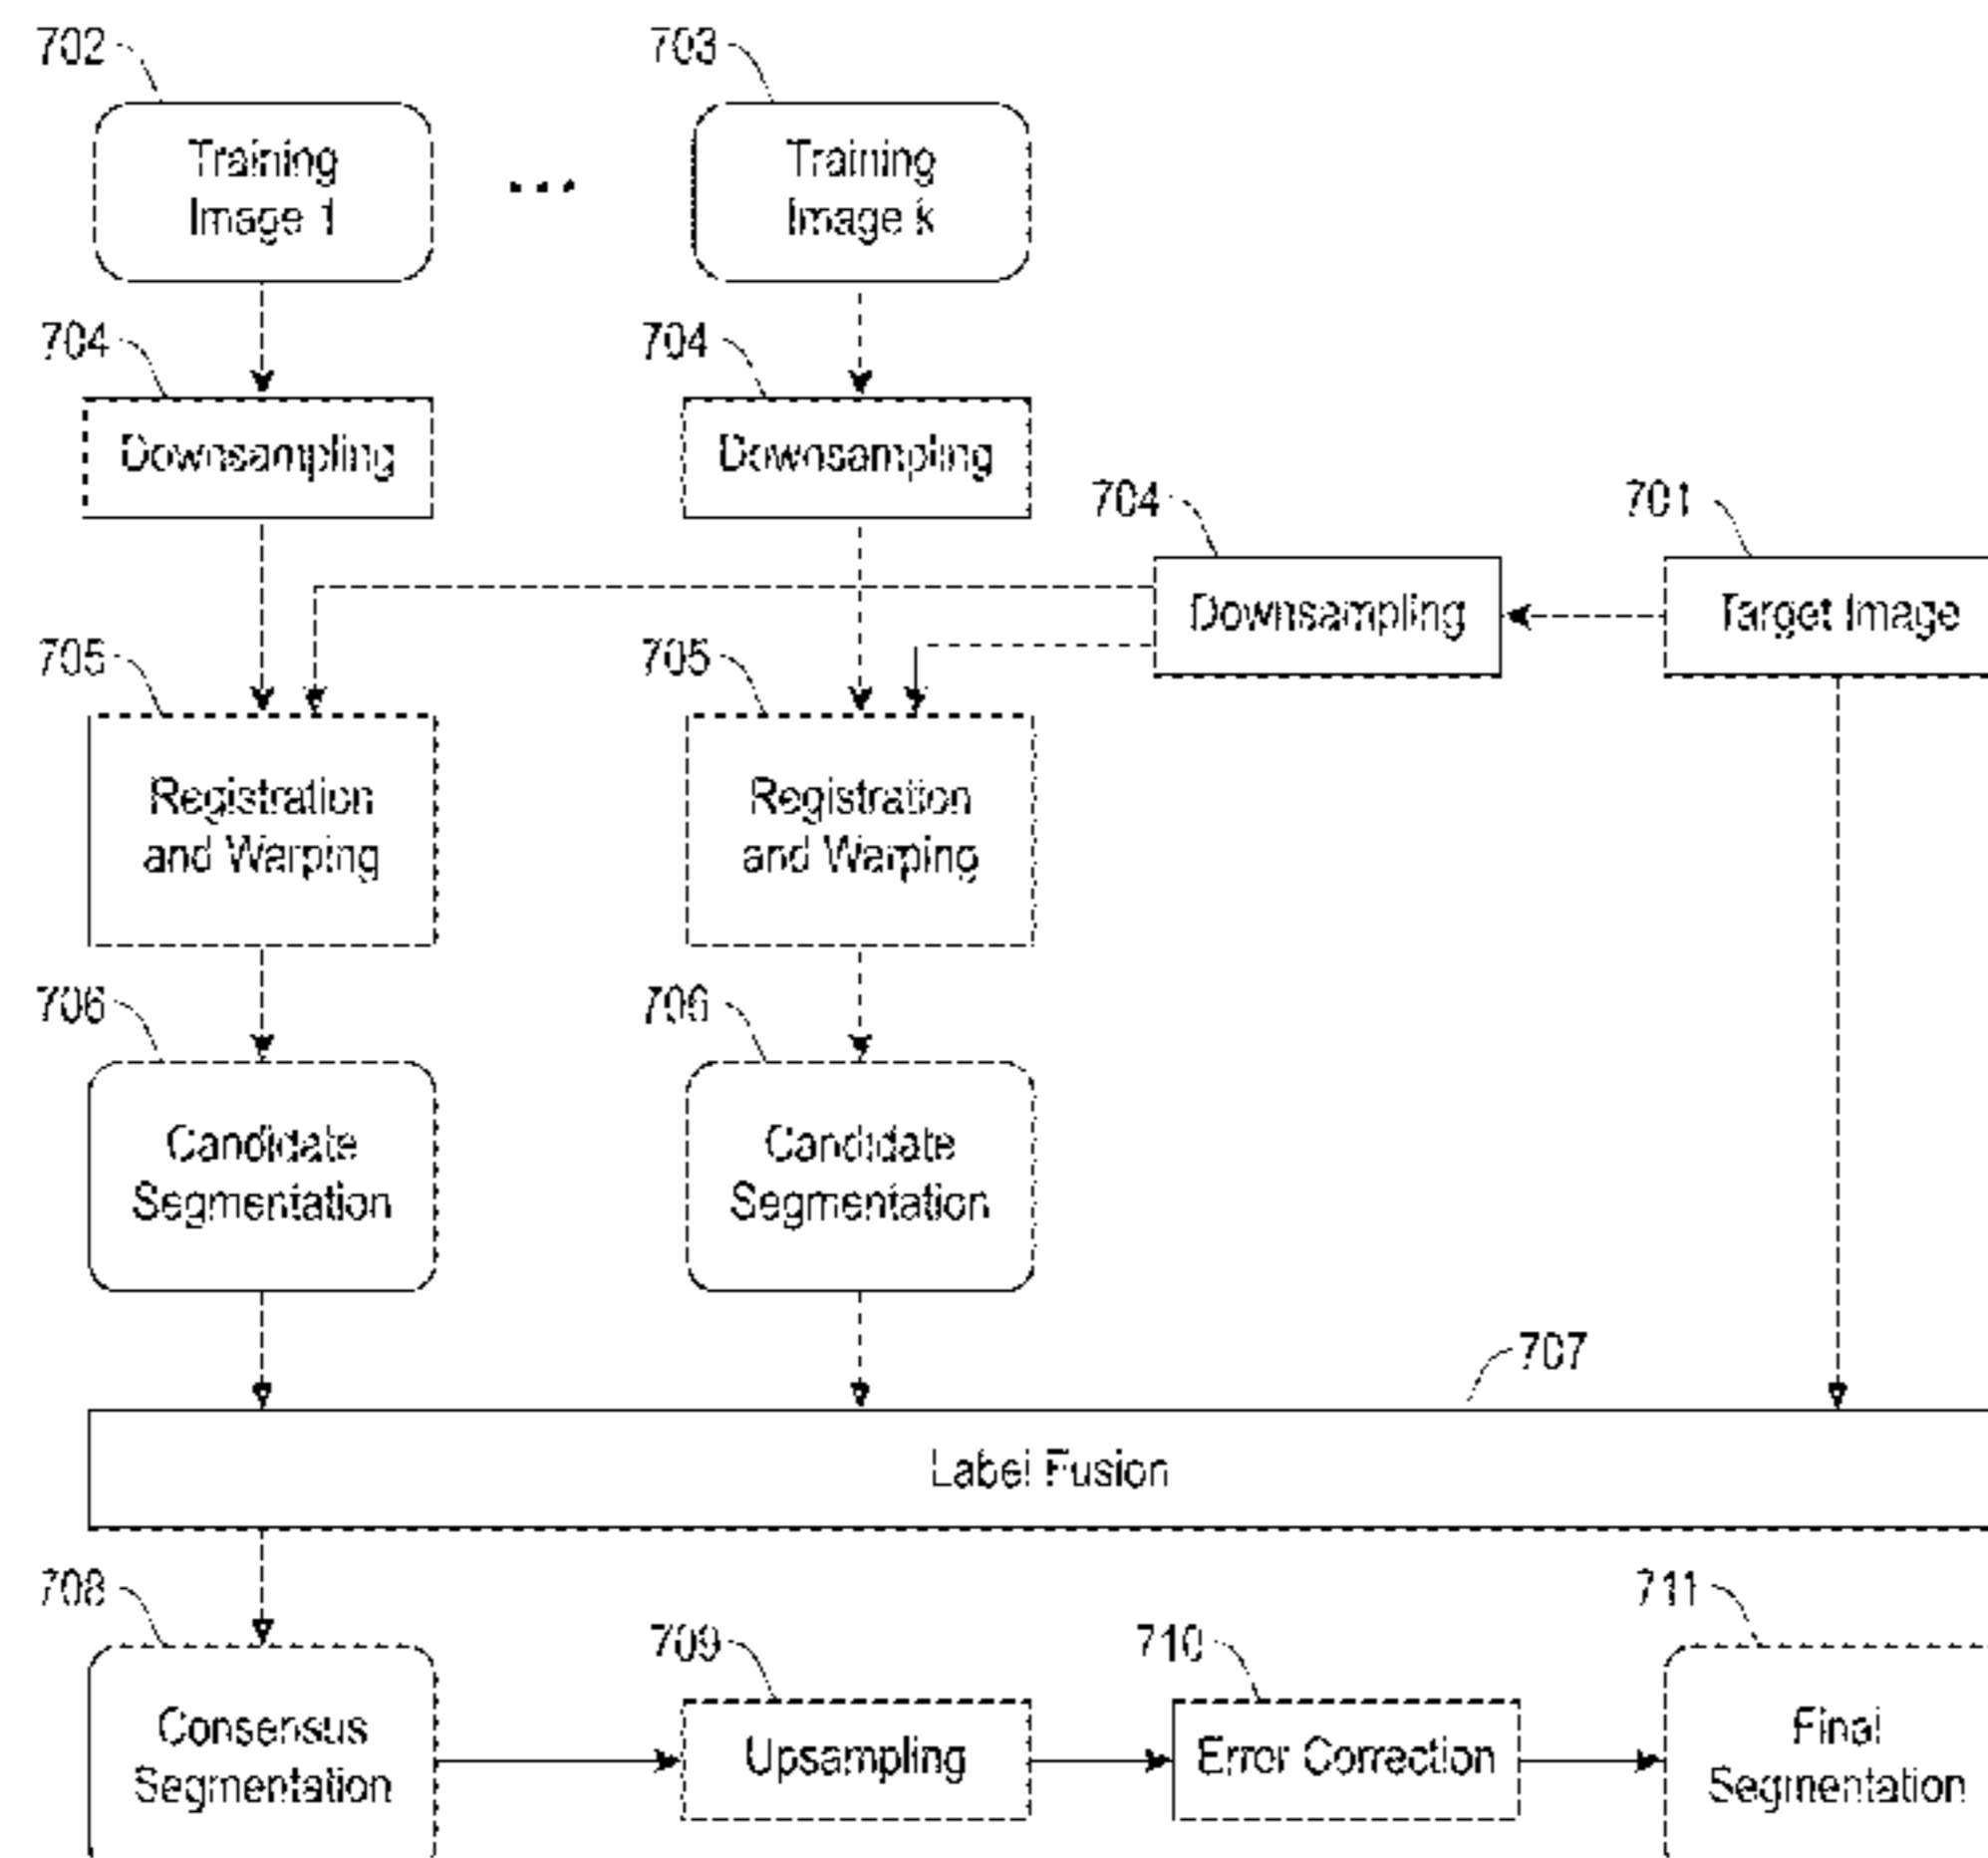 702
703
Training
Image 1
...
Training
Image k
704
704
Downsampling
Downsampling
704
701
Downsampling
Target Image
705
705
Registration
and Warping
Registration
and Warping
706
706
Candidate
Segmentation
Candidate
Segmentation
707
Label Fusion
708
709
710
711
Consensus
Segmentation
Upsampling
Error Correction
Final
Segmentation